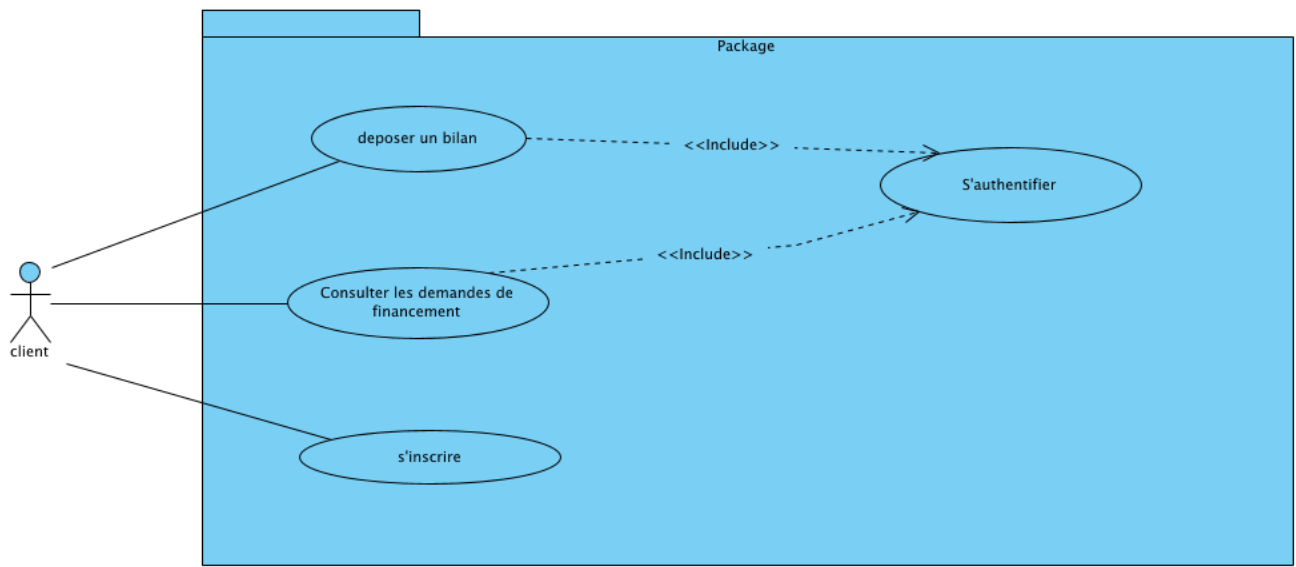 Package
deposer un bilan
<<Include>>
S'authentifier
<<Include>>
Consulter les demandes de
financement
client
s'inscrire